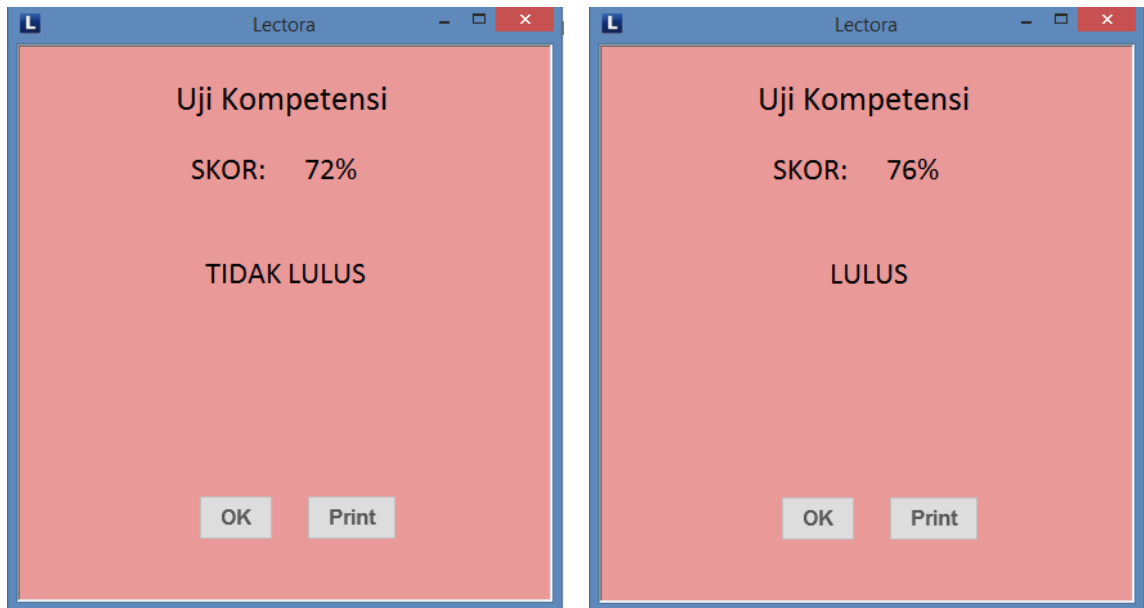 Lectora
Uji Kompetensi
SKOR: 72%
TIDAK LULUS
OK Print
Lectora
Uji Kompetensi
SKOR: 76%
LULUS
OK Print